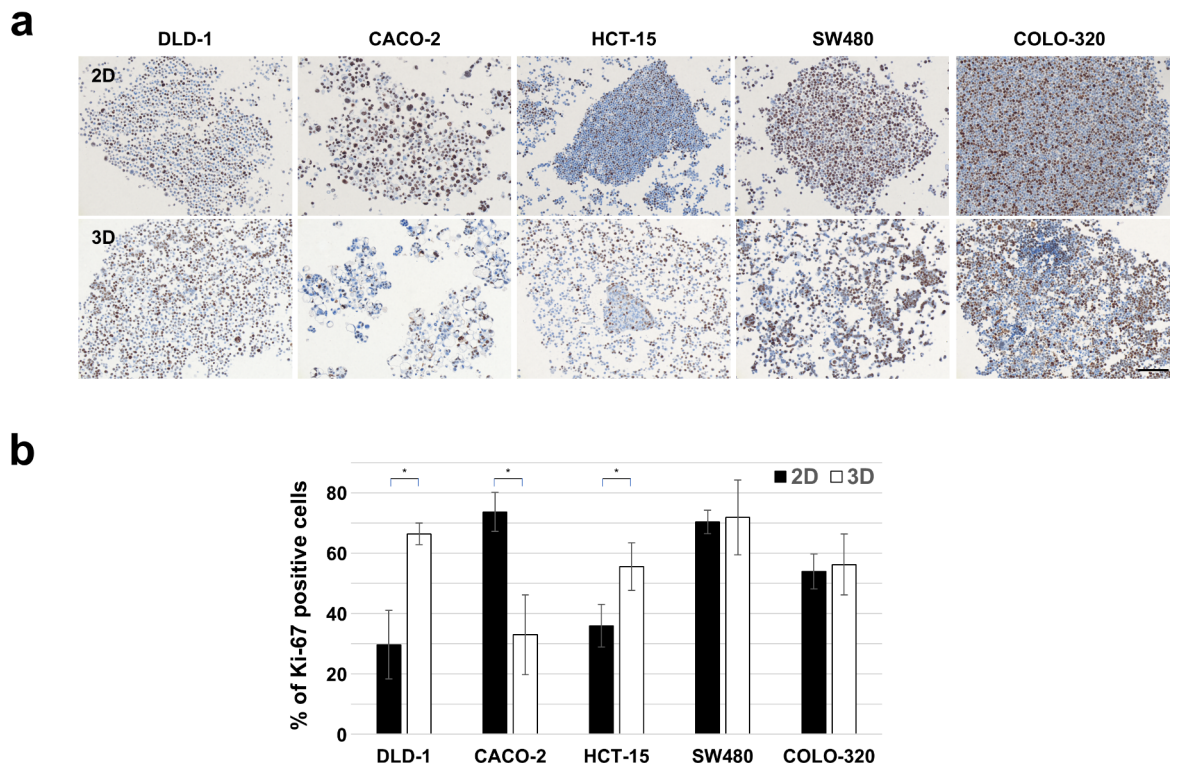 a
DLD-1 CACO-2 HCT-15 SW480 COLO-320
2D
3D
b
* * *
2D 3D
% of Ki-67 positive cells
80
60
40
20
0
DLD-1 CACO-2 HCT-15 SW480 COLO-320